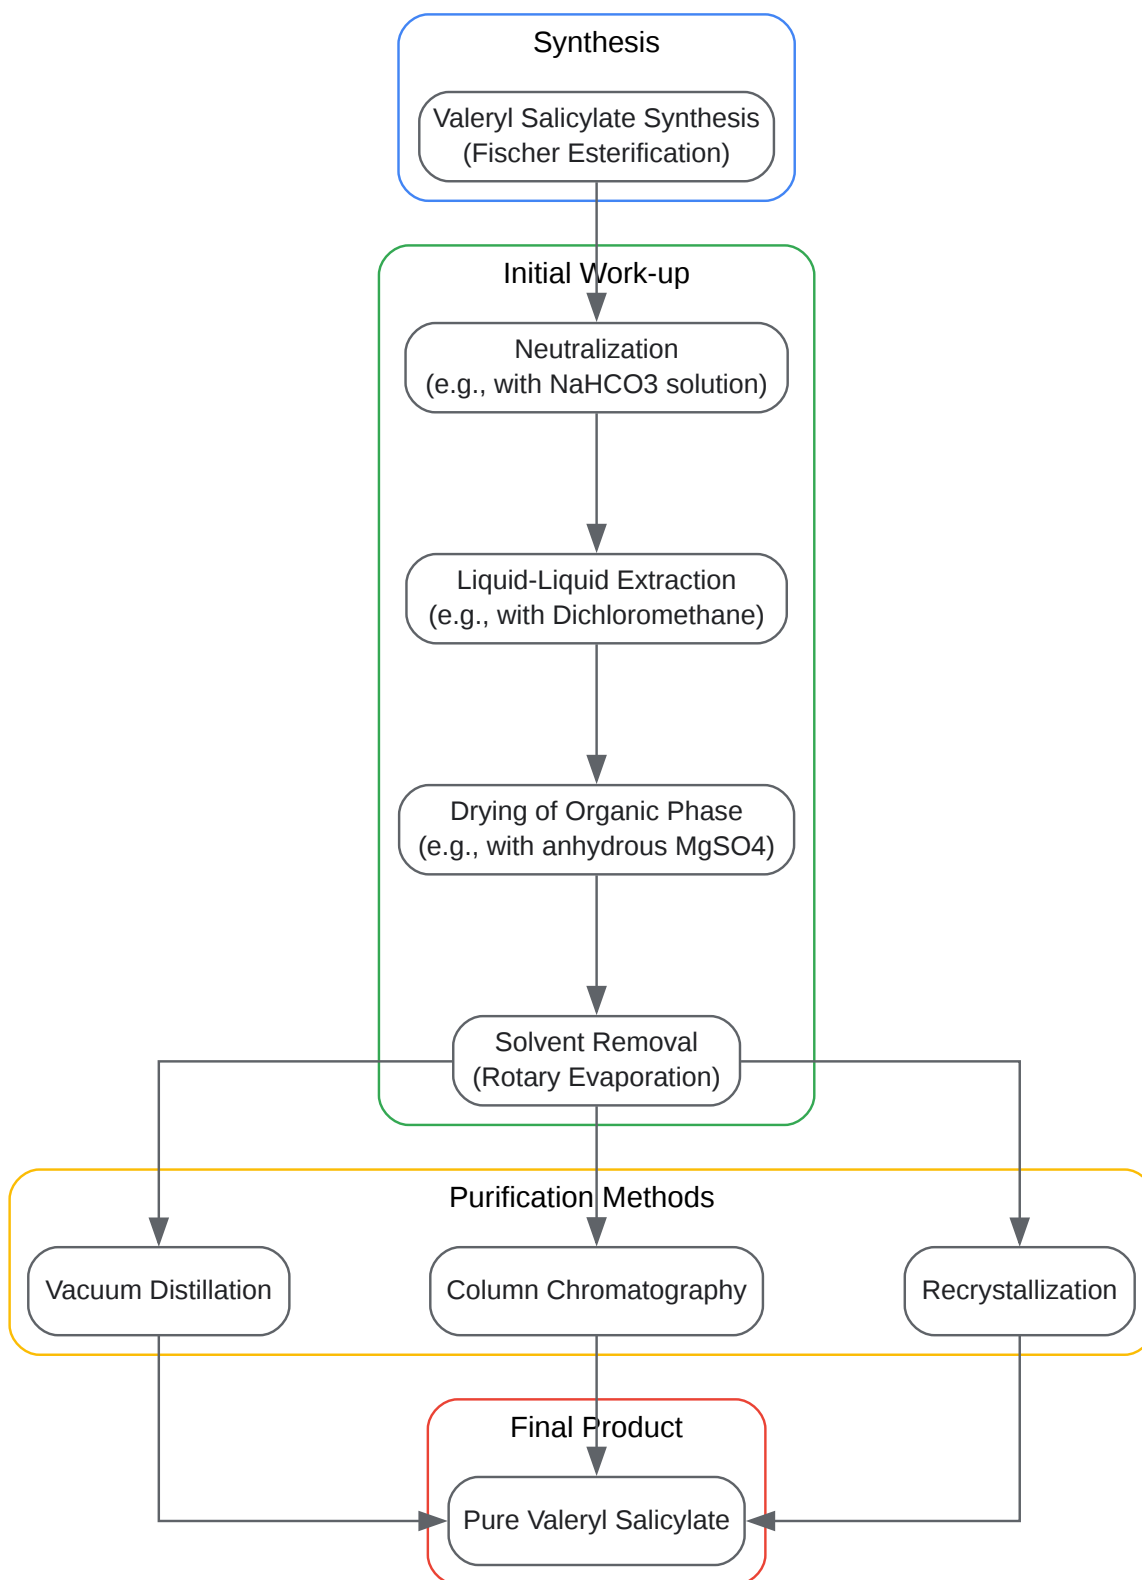 Synthesis
Valeryl Salicylate Synthesis
(Fischer Esterification)
Initial Work-up
Neutralization
(e.g., with NaHCO3 solution)
Liquid-Liquid Extraction
(e.g., with Dichloromethane)
Drying of Organic Phase
(e.g., with anhydrous MgSO4)
Solvent Removal
(Rotary Evaporation)
Purification Methods
Vacuum Distillation
Column Chromatography
Recrystallization
Final Product
Pure Valeryl Salicylate